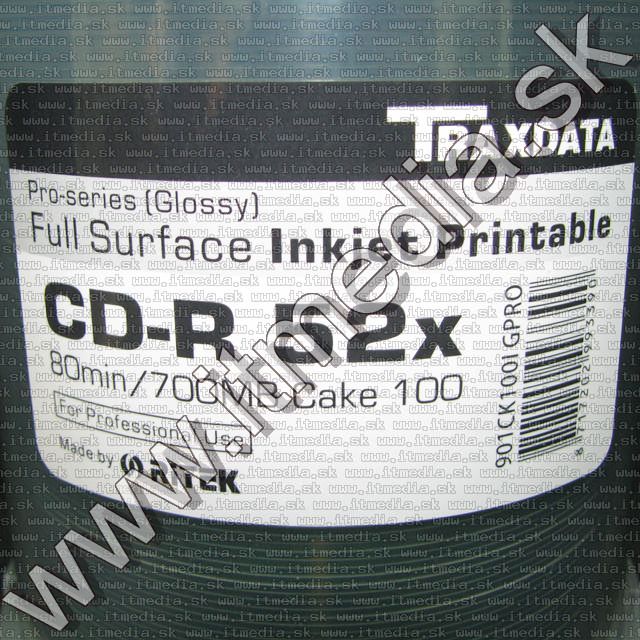 TRAXDATA
Pro-series (Glossy)
Full Surface Inkjet Printable
CD-R 52x
80min/700MB Cake 100
For Professional Use
Made by RITEK
901CK100IGPRO
www.itmedia.sk